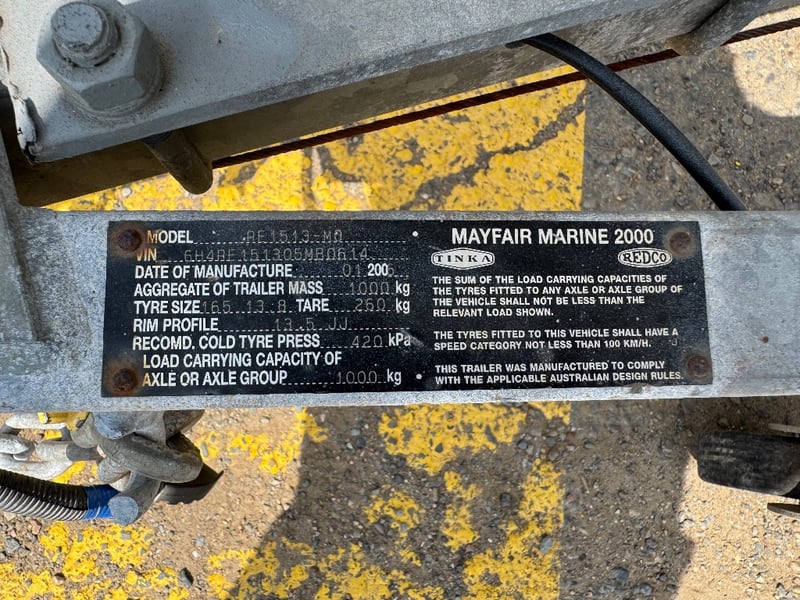 MODEL RE1513-MO
VIN 6H4RE151305MB0614
DATE OF MANUFACTURE 01 2005
AGGREGATE OF TRAILER MASS 1000 kg
TYRE SIZE 165 13 8 TARE 260 kg
RIM PROFILE 13.5 JJ
RECOMD. COLD TYRE PRESS 420 kPa
LOAD CARRYING CAPACITY OF
AXLE OR AXLE GROUP 1000 kg
MAYFAIR MARINE 2000
TINKA REDCO
THE SUM OF THE LOAD CARRYING CAPACITIES OF
THE TYRES FITTED TO ANY AXLE OR AXLE GROUP OF
THE VEHICLE SHALL NOT BE LESS THAN THE
RELEVANT LOAD SHOWN.
THE TYRES FITTED TO THIS VEHICLE SHALL HAVE A
SPEED CATEGORY NOT LESS THAN 100 KM/H.
THIS TRAILER WAS MANUFACTURED TO COMPLY
WITH THE APPLICABLE AUSTRALIAN DESIGN RULES.